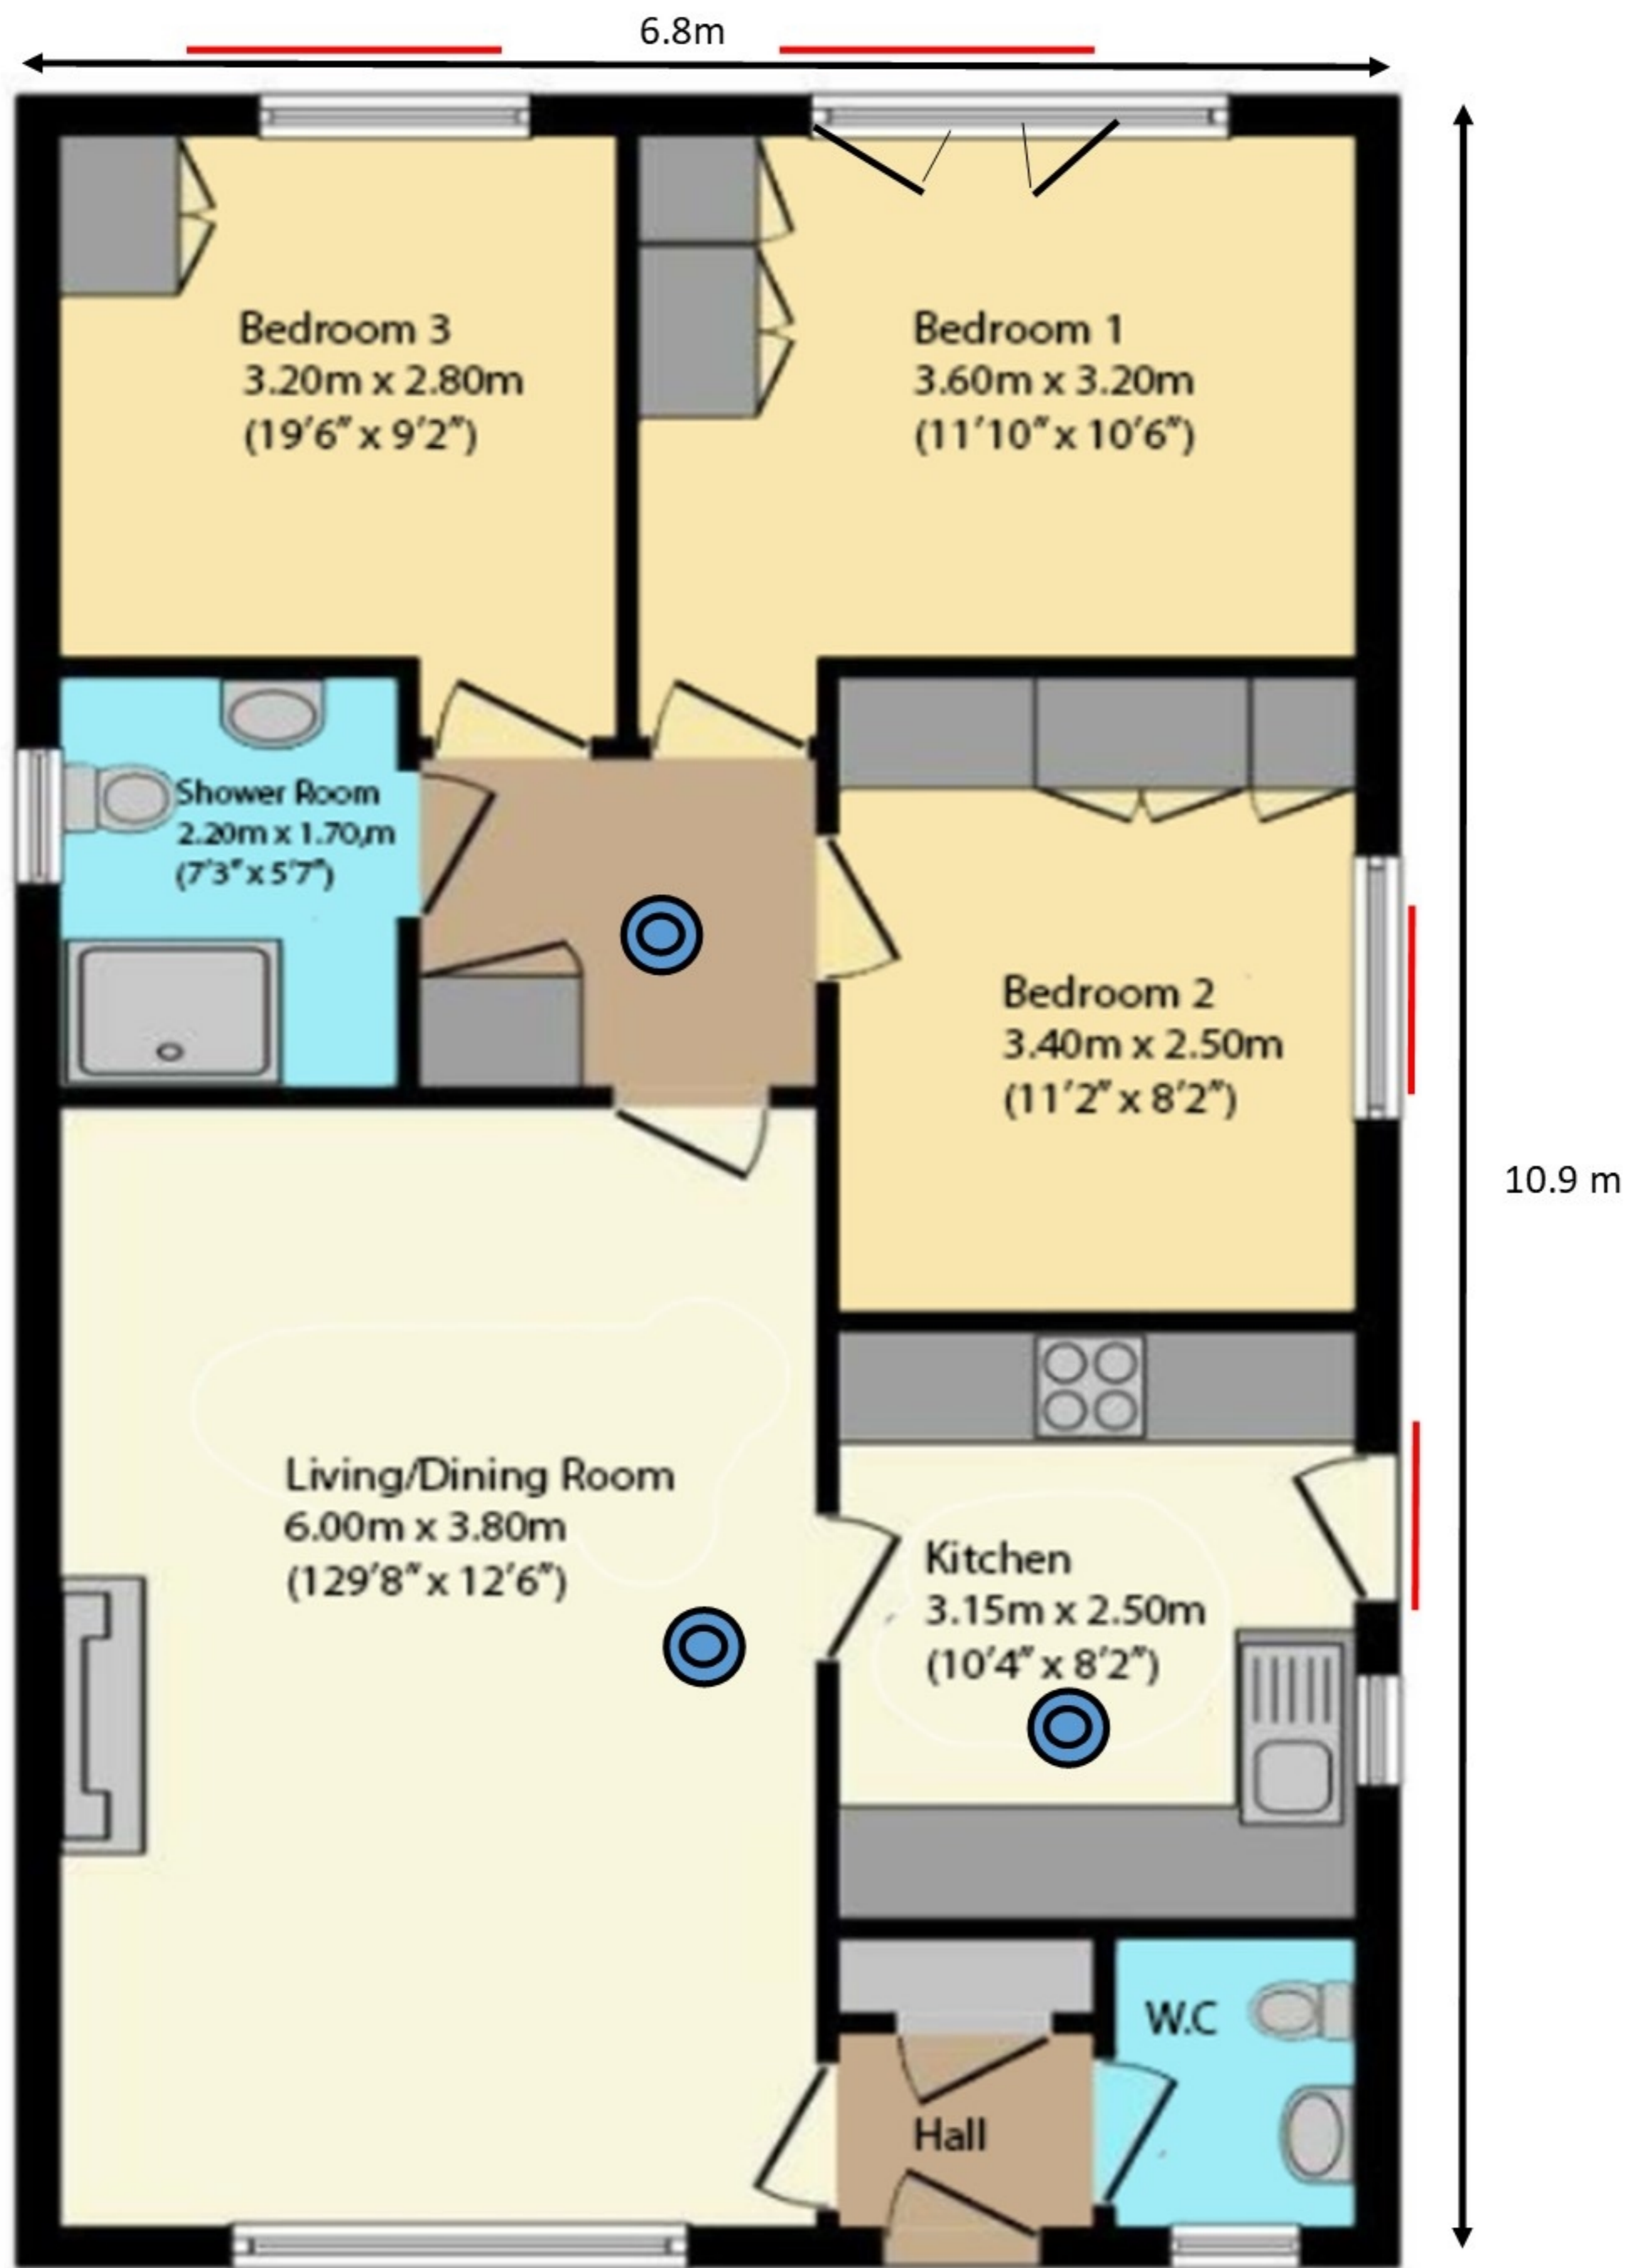 6.8m
Bedroom 3
3.20m x 2.80m
(19'6" x 9'2")
Bedroom 1
3.60m x 3.20m
(11'10" x 10'6")
Shower Room
2.20m x 1.70,m
(7'3" x 5'7")
Bedroom 2
3.40m x 2.50m
(11'2" x 8'2")
10.9 m
Living/Dining Room
6.00m x 3.80m
(129'8" x 12'6")
Kitchen
3.15m x 2.50m
(10'4" x 8'2")
W.C
Hall